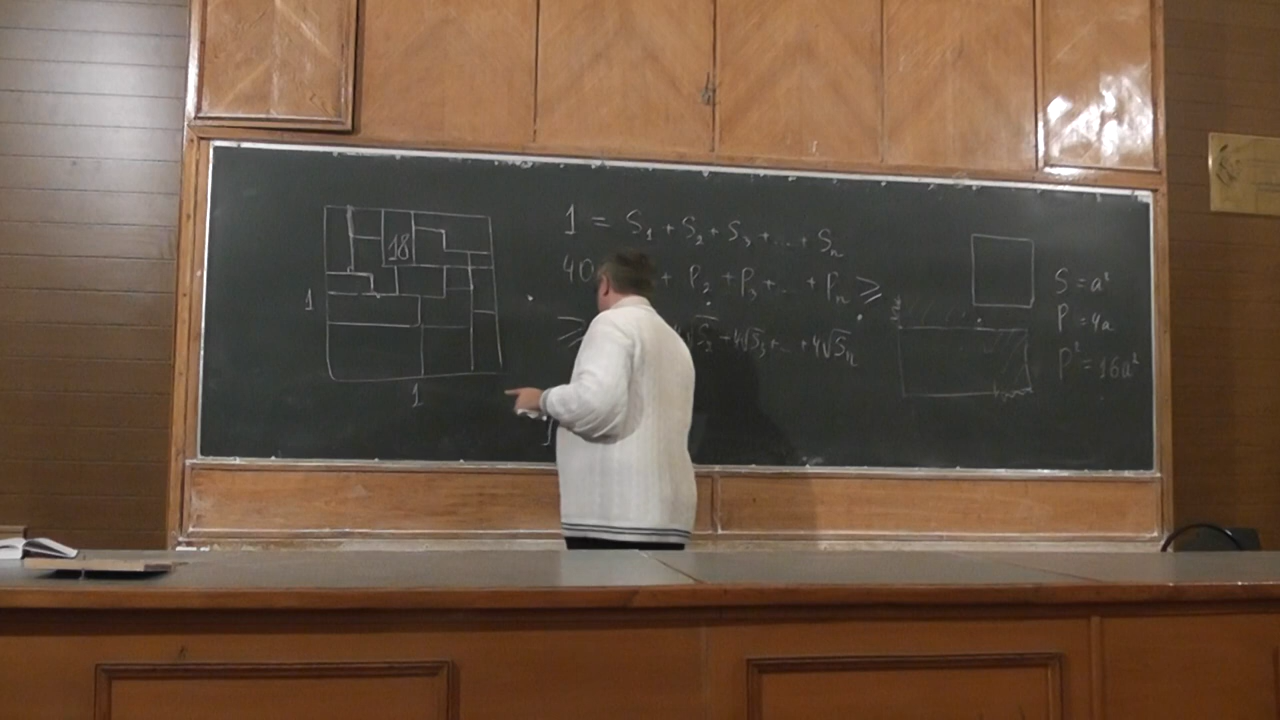 18
1
1
1 = S₁ + S₂ + S₃ + ... + Sₙ
40 + P₂ + P₃ + ... + Pₙ ≥
≥ 4√S₂ + 4√S₃ + ... + 4√Sₙ
S = a²
P = 4a
P² = 16a²